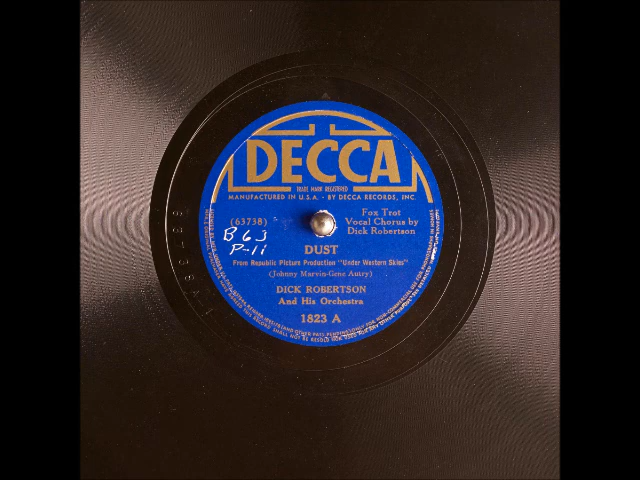 DECCA
TRADE MARK REGISTERED
MANUFACTURED IN U.S.A. - BY DECCA RECORDS, INC.
(63738)
Fox Trot
Vocal Chorus by
Dick Robertson
B 63
P-11
DUST
From Republic Picture Production "Under Western Skies"
(Johnny Marvin-Gene Autry)
DICK ROBERTSON
And His Orchestra
1823 A